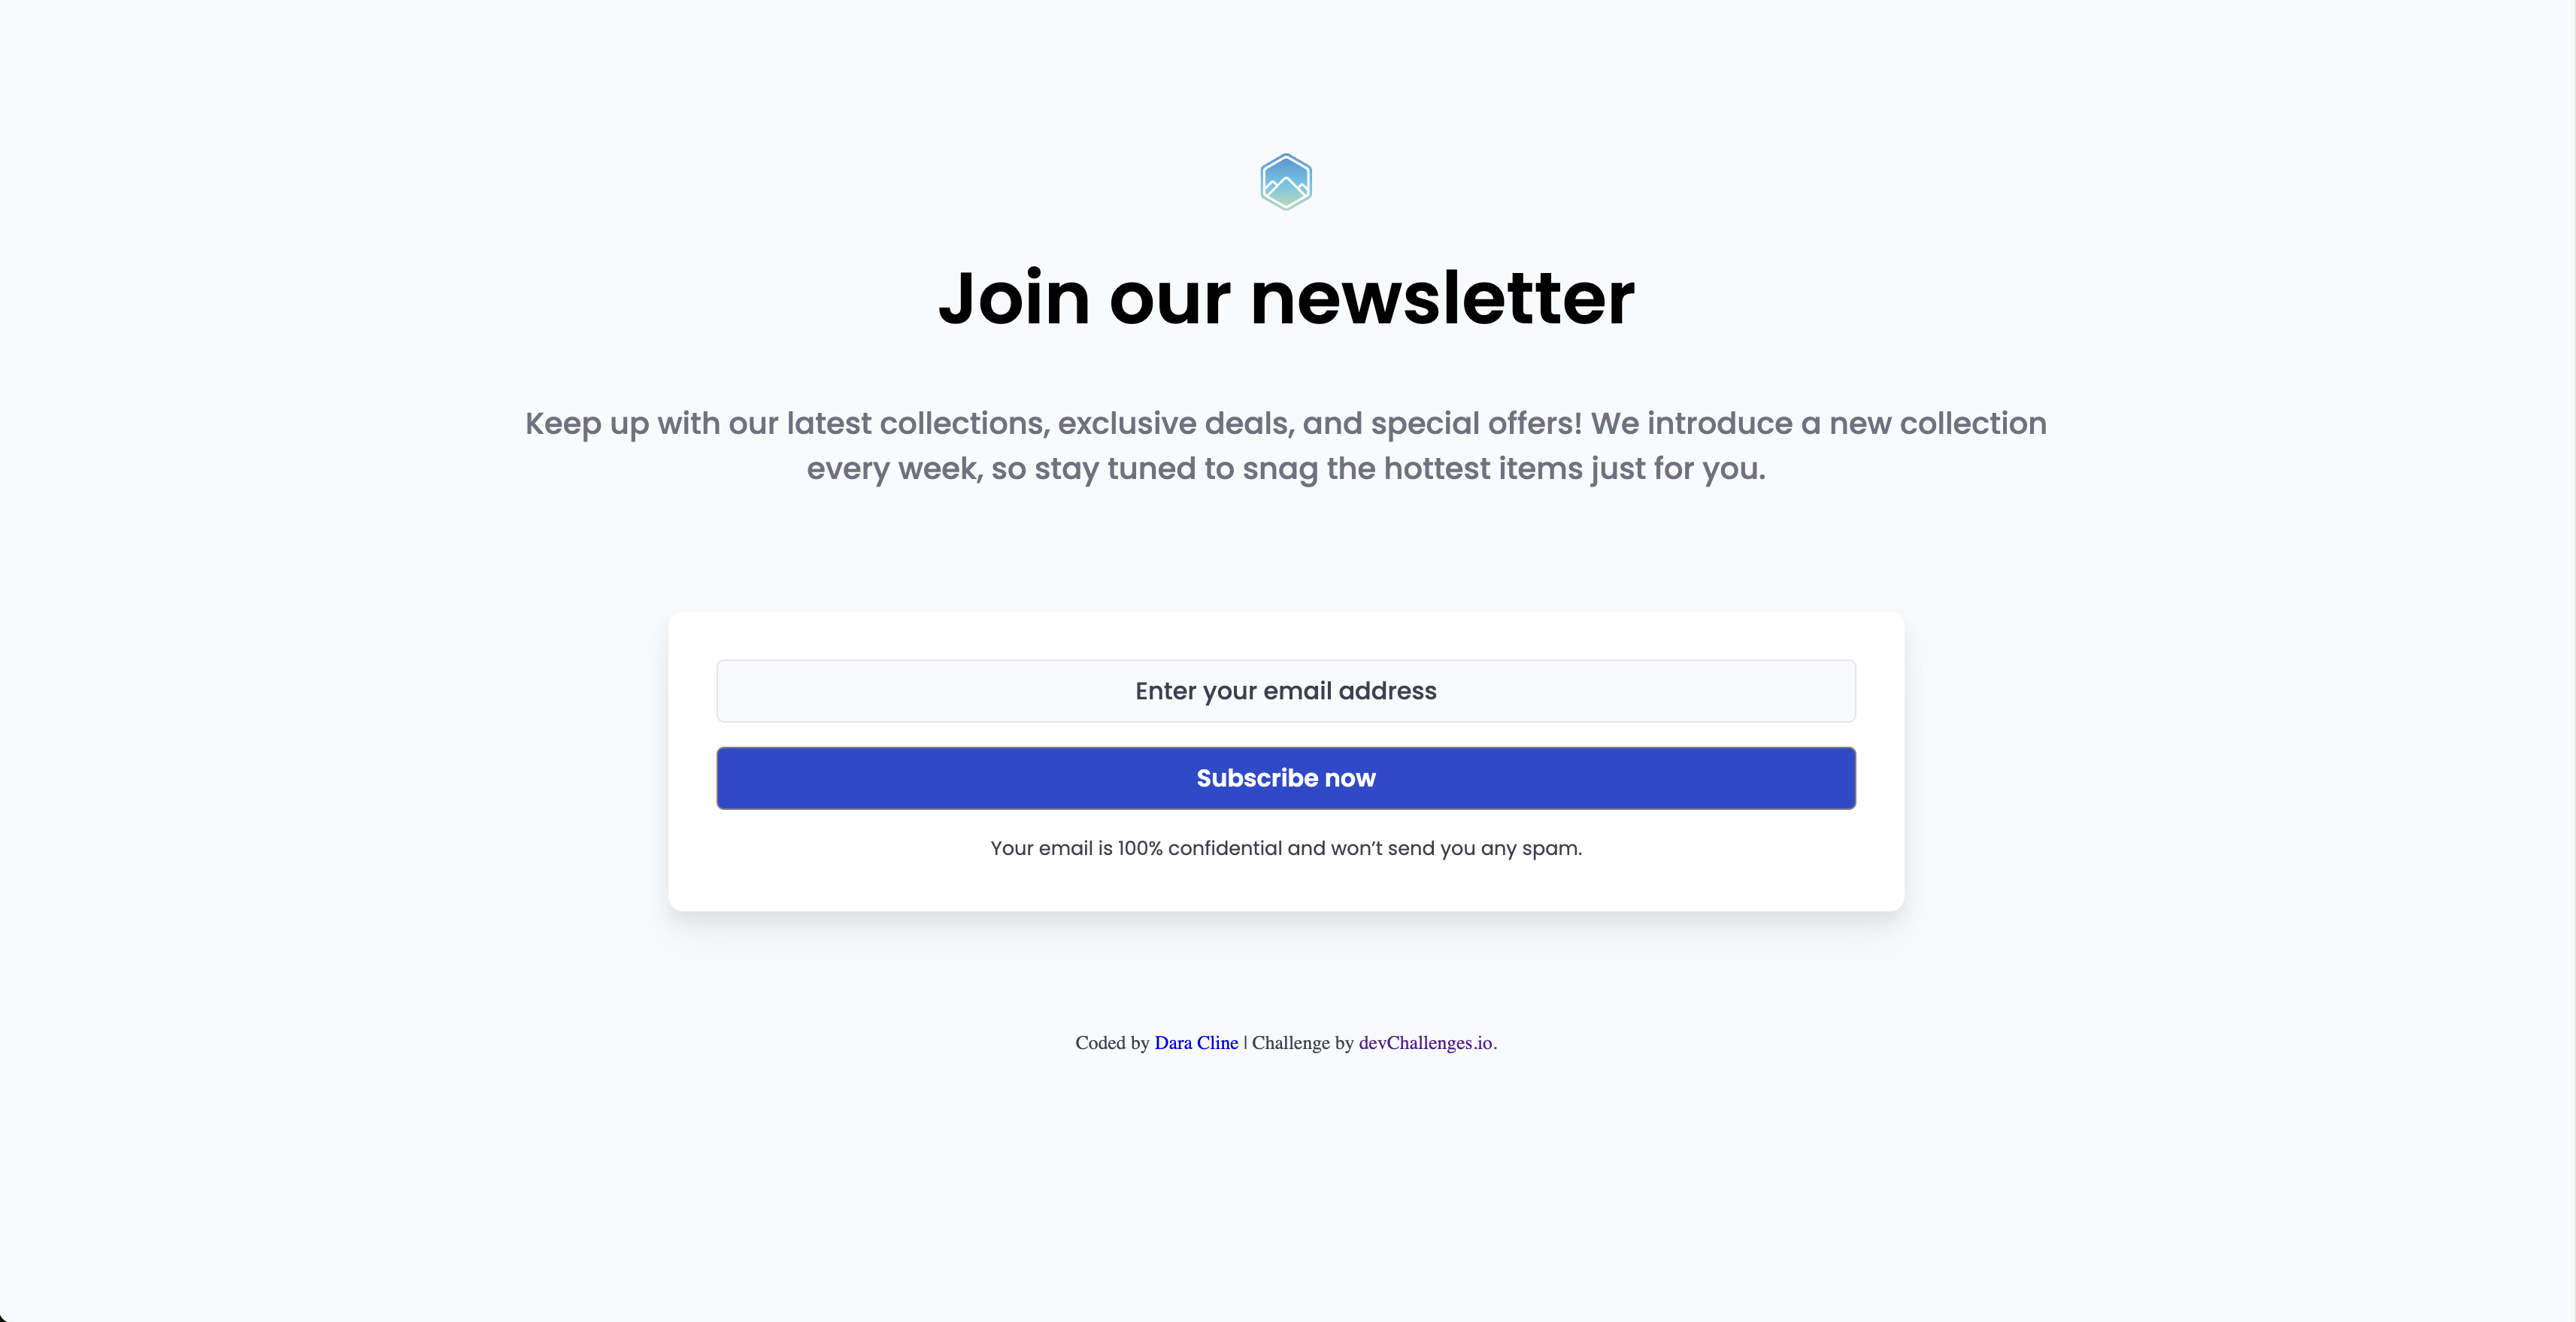 Join our newsletter
Keep up with our latest collections, exclusive deals, and special offers! We introduce a new collection
every week, so stay tuned to snag the hottest items just for you.
Enter your email address
Subscribe now
Your email is 100% confidential and won’t send you any spam.
Coded by Dara Cline | Challenge by devChallenges.io.